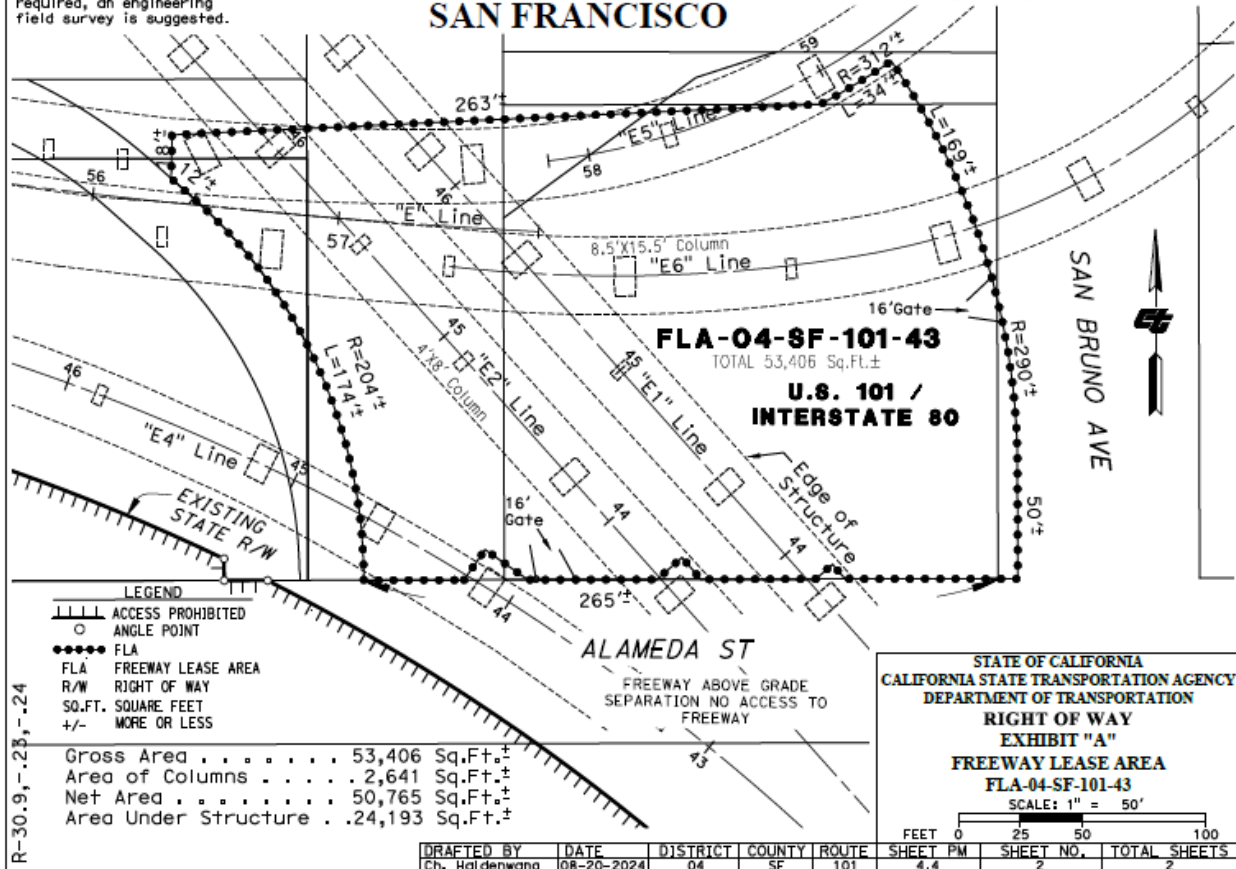 required, an engineering
field survey is suggested.
SAN FRANCISCO
59
R=312'±
L=34'±
263'±
"E5" Line
L=169'±
46
18'±
12'±
58
56
46
"E" Line
57
8.5'X15.5' Column
"E6" Line
SAN BRUNO AVE
16'Gate
FLA-04-SF-101-43
TOTAL 53,406 Sq.Ft.±
U.S. 101 /
INTERSTATE 80
R=290'±
45
45
R=204'±
L=174'±
4'X8' Column
"E2" Line
"E1" Line
46
"E4" Line
45
Edge of
Structure
EXISTING
STATE R/W
16'
Gate
44
44
50'±
265'±
44
ALAMEDA ST
FREEWAY ABOVE GRADE
SEPARATION NO ACCESS TO
FREEWAY
43
LEGEND
ACCESS PROHIBITED
ANGLE POINT
FLA
FLA FREEWAY LEASE AREA
R/W RIGHT OF WAY
SQ.FT. SQUARE FEET
+/- MORE OR LESS
R-30.9,-.23,-.24
Gross Area . . . . . . 53,406 Sq.Ft.±
Area of Columns . . . . . 2,641 Sq.Ft.±
Net Area . . . . . . . . 50,765 Sq.Ft.±
Area Under Structure . .24,193 Sq.Ft.±
STATE OF CALIFORNIA
CALIFORNIA STATE TRANSPORTATION AGENCY
DEPARTMENT OF TRANSPORTATION
RIGHT OF WAY
EXHIBIT "A"
FREEWAY LEASE AREA
FLA-04-SF-101-43
SCALE: 1" = 50'
FEET 0 25 50 100
DRAFTED BY DATE DISTRICT COUNTY ROUTE SHEET PM SHEET NO. TOTAL SHEETS
Ch. Haldenwang 08-20-2024 04 SF 101 4.4 2 2